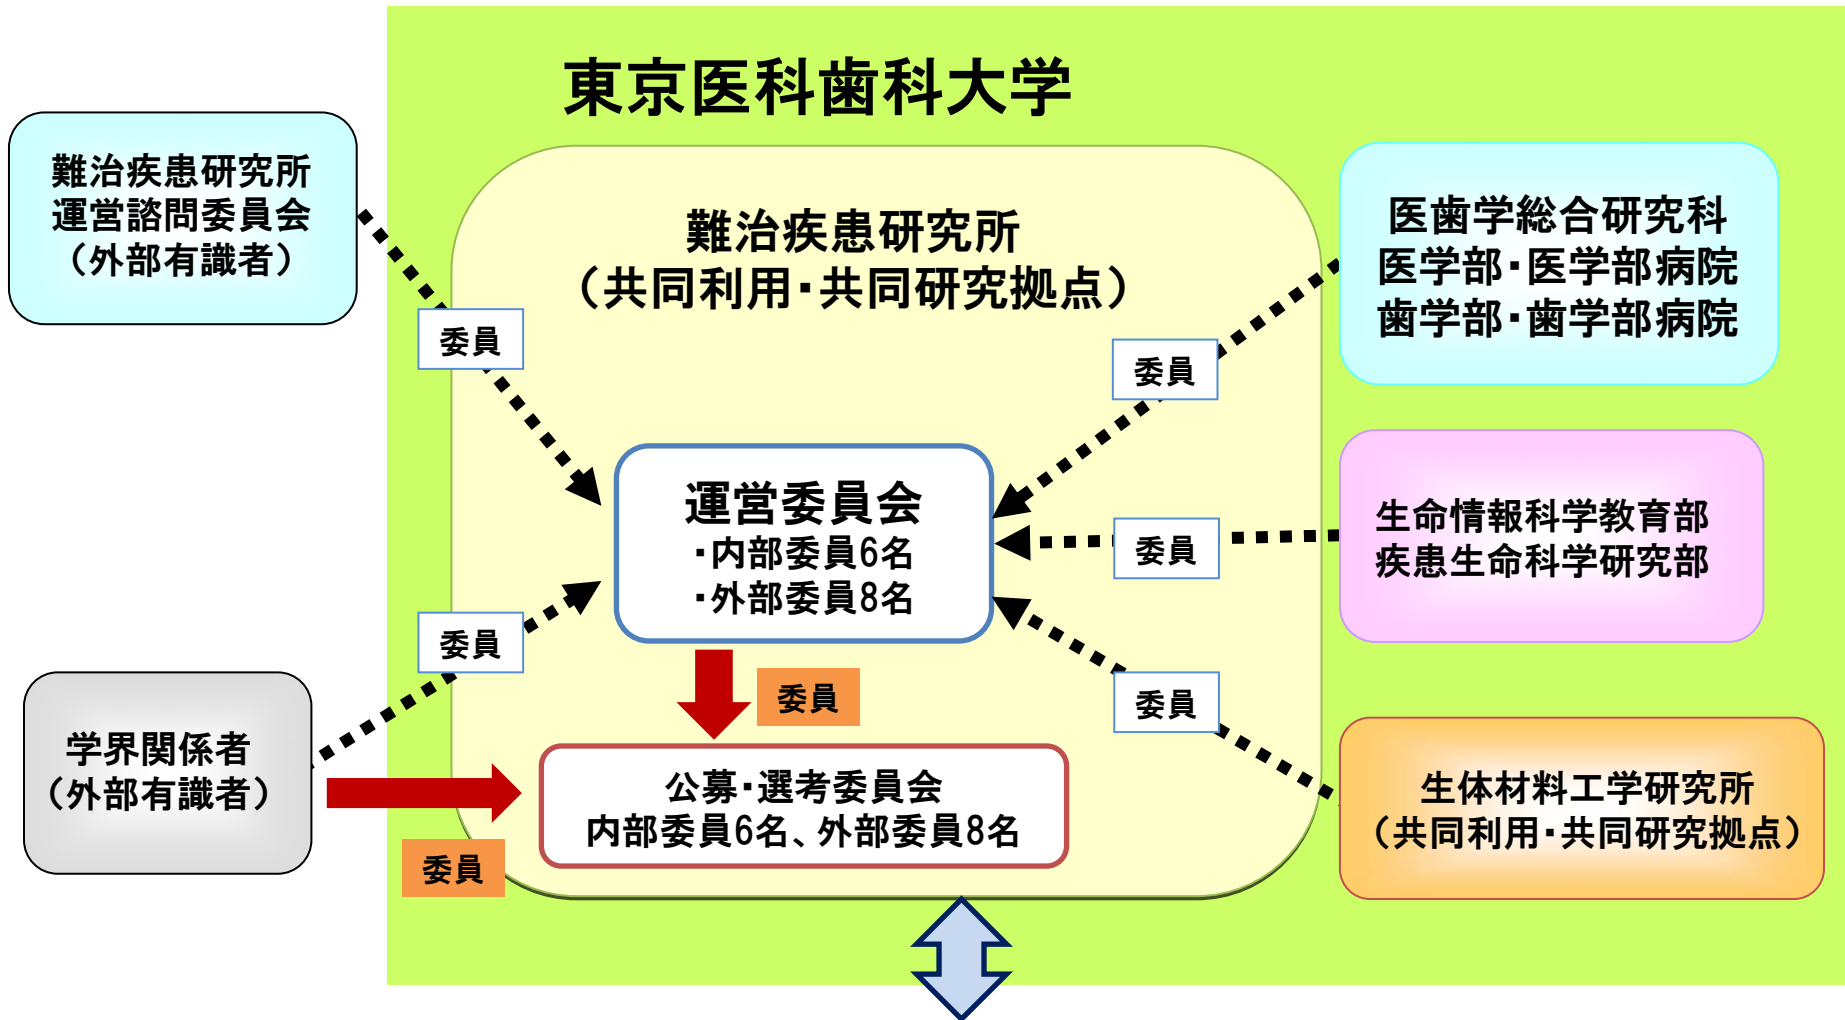 東京医科歯科大学
難治疾患研究所
運営諮問委員会
（外部有識者）
難治疾患研究所
（共同利用・共同研究拠点）
医歯学総合研究科
医学部・医学部病院
歯学部・歯学部病院
委員
委員
運営委員会
・内部委員6名
・外部委員8名
委員
生命情報科学教育部
疾患生命科学研究部
委員
委員
委員
学界関係者
（外部有識者）
公募・選考委員会
内部委員6名、外部委員8名
委員
生体材料工学研究所
（共同利用・共同研究拠点）